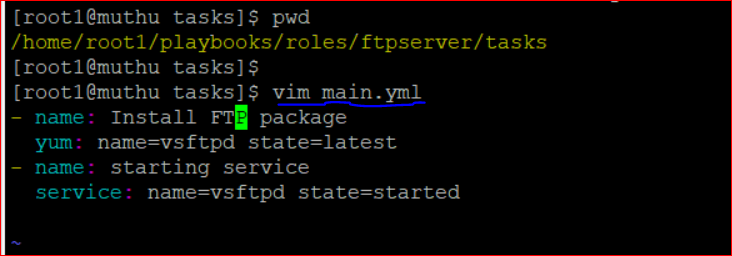 [root1@muthu tasks]$ pwd
/home/root1/playbooks/roles/ftpserver/tasks
[root1@muthu tasks]$
[root1@muthu tasks]$ vim main.yml
- name: Install FTP package
  yum: name=vsftpd state=latest
- name: starting service
  service: name=vsftpd state=started
~